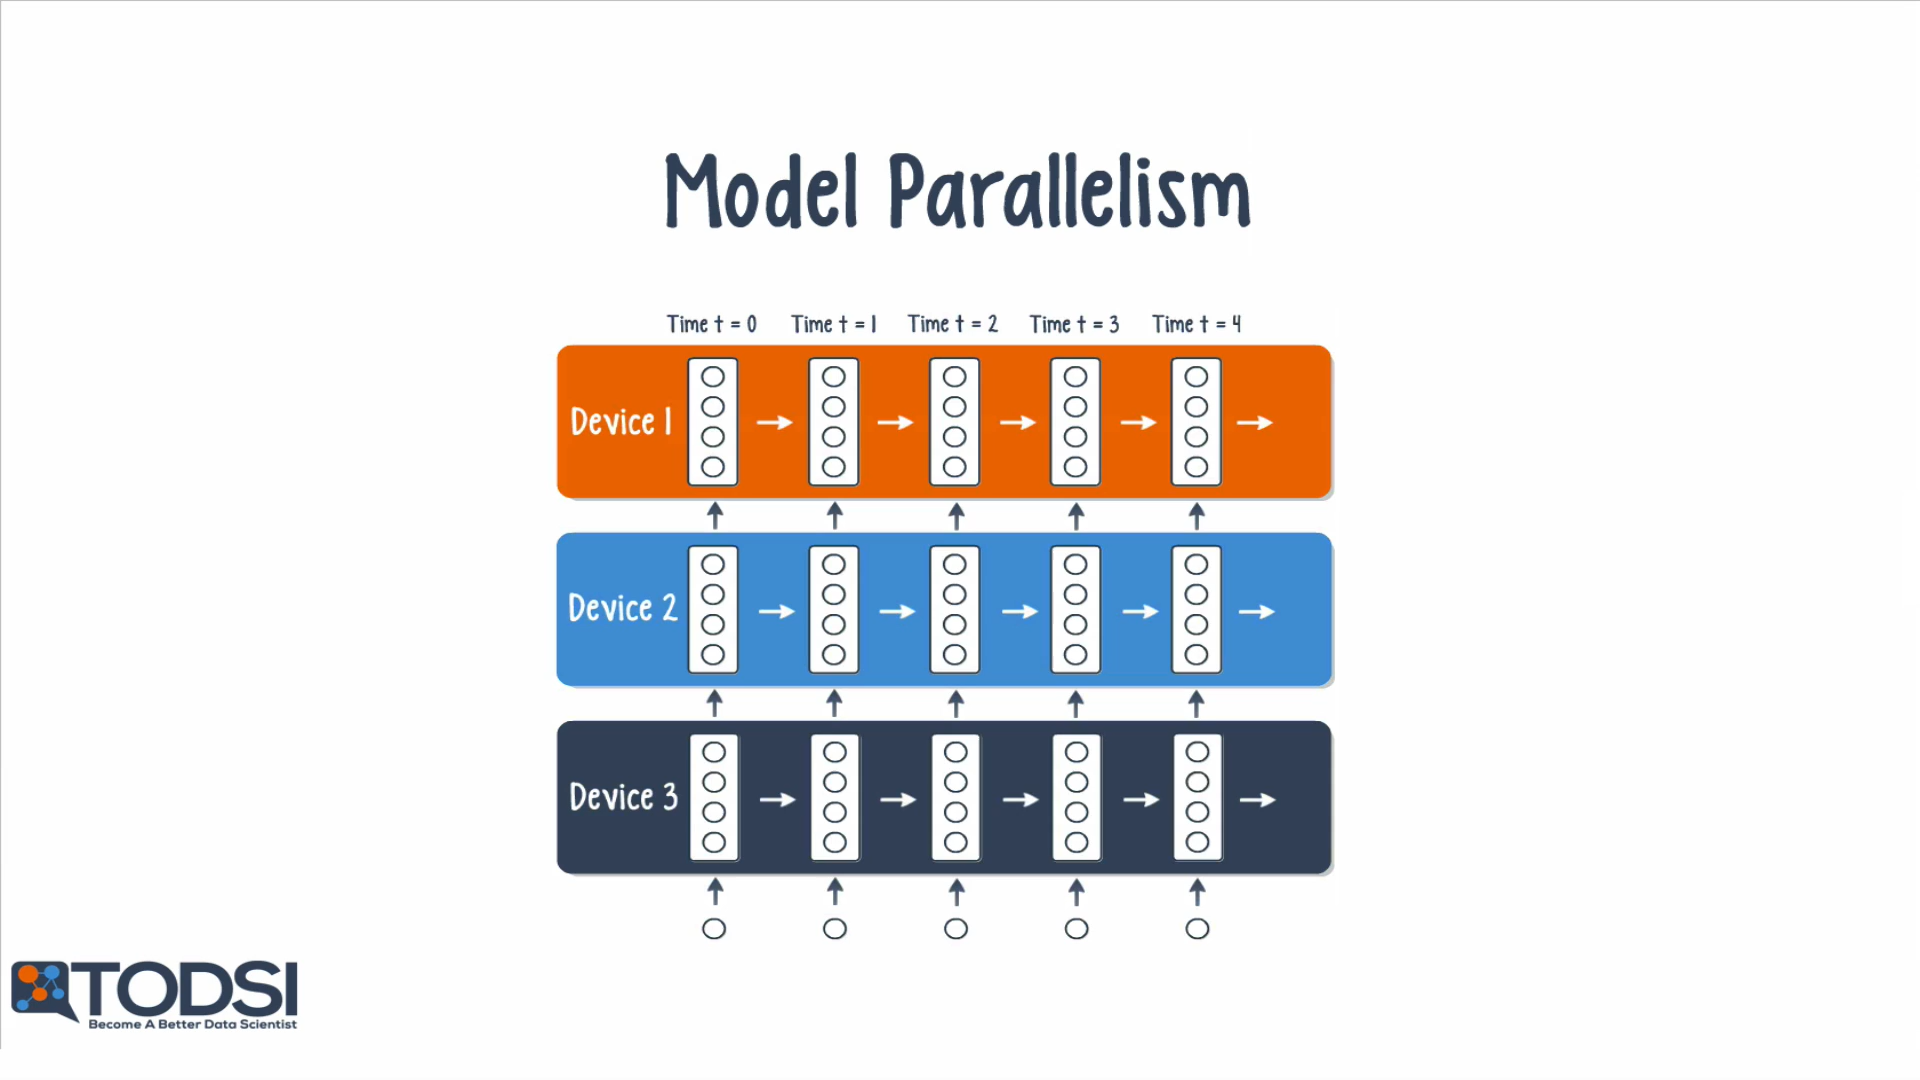 Model Parallelism
Time t = 0 Time t = 1 Time t = 2 Time t = 3 Time t = 4
Device 1
Device 2
Device 3
TODSI
Become A Better Data Scientist